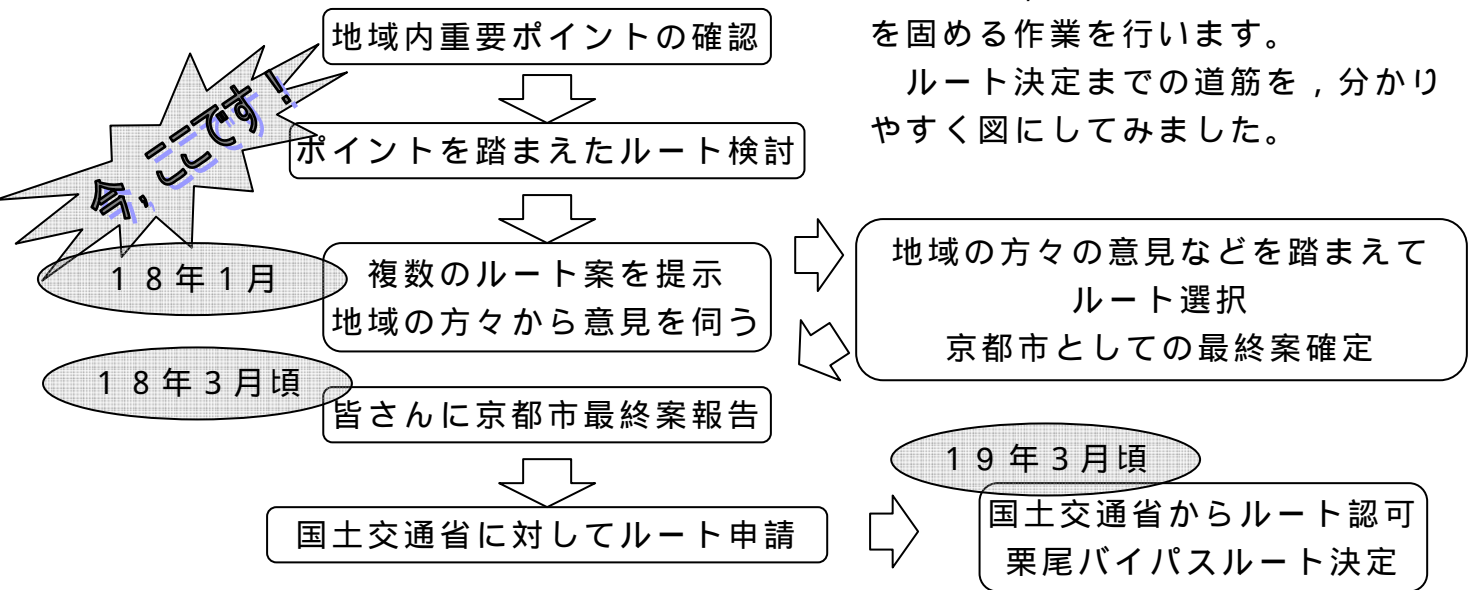 を固める作業を行います。
ルート決定までの道筋を，分かり
やすく図にしてみました。
地域内重要ポイントの確認
今，ここです！
ポイントを踏まえたルート検討
１８年１月
複数のルート案を提示
地域の方々から意見を伺う
地域の方々の意見などを踏まえて
ルート選択
京都市としての最終案確定
１８年３月頃
皆さんに京都市最終案報告
国土交通省に対してルート申請
１９年３月頃
国土交通省からルート認可
栗尾バイパスルート決定